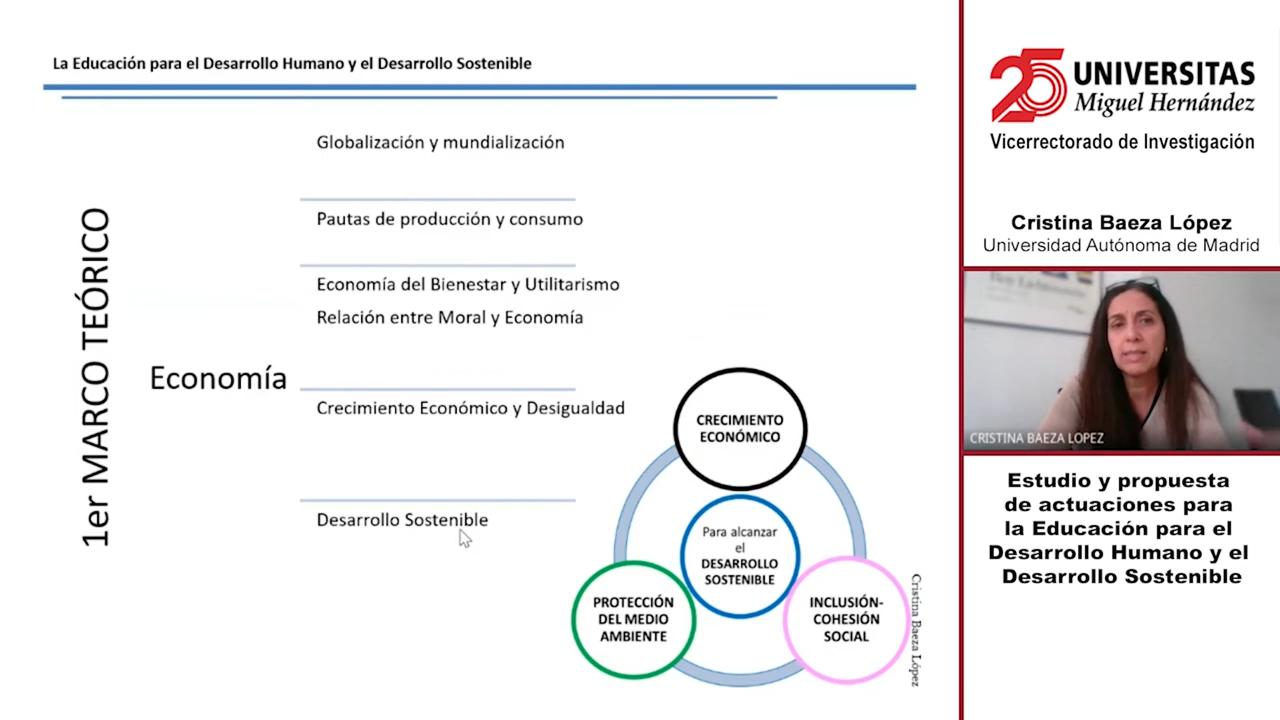 La Educación para el Desarrollo Humano y el Desarrollo Sostenible
1er MARCO TEÓRICO
Economía
Globalización y mundialización
Pautas de producción y consumo
Economía del Bienestar y Utilitarismo
Relación entre Moral y Economía
Crecimiento Económico y Desigualdad
Desarrollo Sostenible
CRECIMIENTO
ECONÓMICO
Para alcanzar
el
DESARROLLO
SOSTENIBLE
PROTECCIÓN
DEL MEDIO
AMBIENTE
INCLUSIÓN-
COHESIÓN
SOCIAL
Cristina Baeza López
25 UNIVERSITAS
Miguel Hernández
Vicerrectorado de Investigación
Cristina Baeza López
Universidad Autónoma de Madrid
CRISTINA BAEZA LOPEZ
Estudio y propuesta
de actuaciones para
la Educación para el
Desarrollo Humano y el
Desarrollo Sostenible